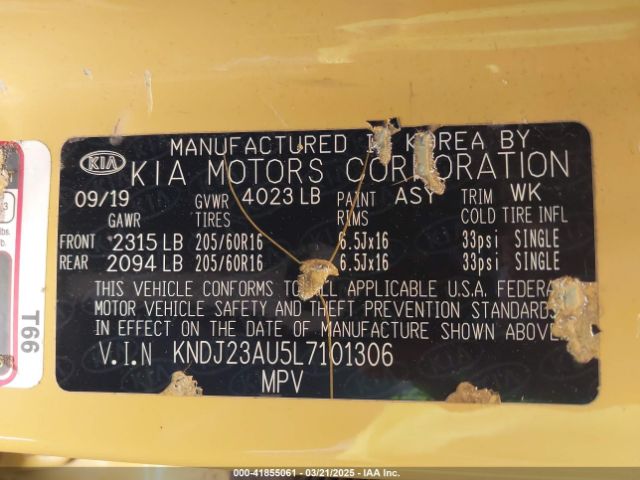 MANUFACTURED IN KOREA BY
KIA KIA MOTORS CORPORATION
09/19 GVWR 4023 LB PAINT ASY TRIM WK
GAWR TIRES RIMS COLD TIRE INFL
FRONT 2315 LB 205/60R16 6.5Jx16 33psi SINGLE
REAR 2094 LB 205/60R16 6.5Jx16 33psi SINGLE
THIS VEHICLE CONFORMS TO ALL APPLICABLE U.S.A. FEDERAL
MOTOR VEHICLE SAFETY AND THEFT PREVENTION STANDARDS
IN EFFECT ON THE DATE OF MANUFACTURE SHOWN ABOVE.
V.I.N KNDJ23AU5L7101306
MPV
T66
000-41855061 | 03/21/2025 | IAA Inc.